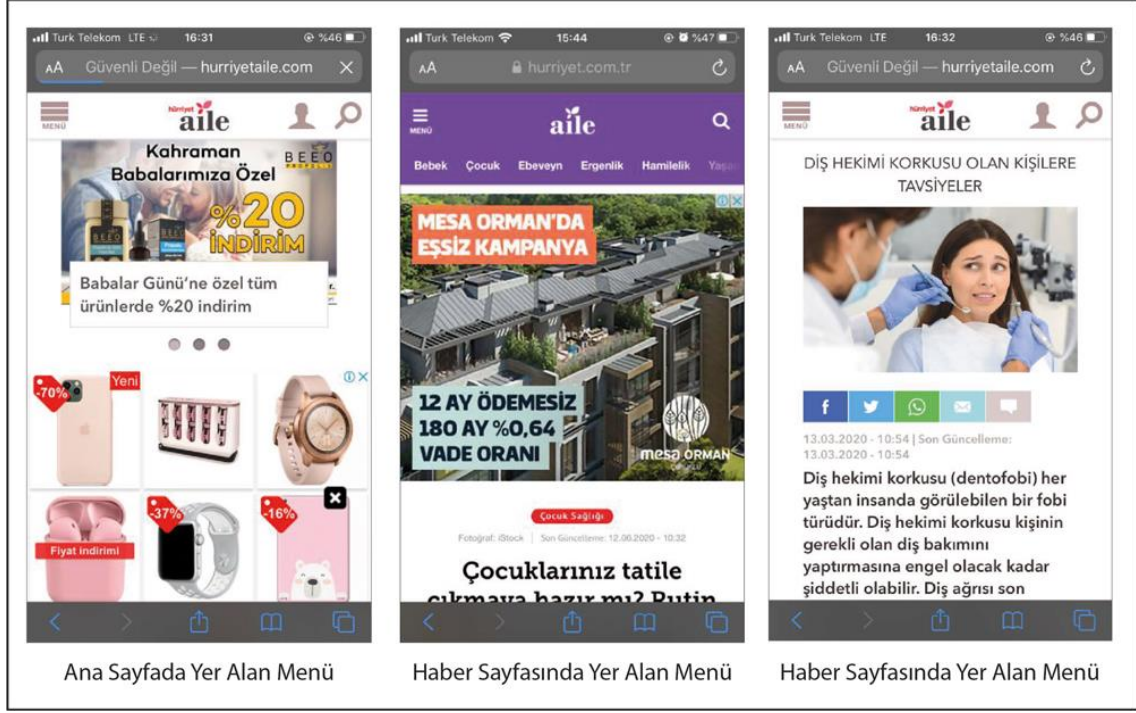 Turk Telekom LTE 16:31 %46
AA Güvenli Değil — hurriyetaile.com
MENÜ hürriyet aile
Kahraman
Babalarımıza Özel
BEEO
PROPOLIS
%20
İNDİRİM
Babalar Günü'ne özel tüm
ürünlerde %20 indirim
-70%
Yeni
-37%
-16%
Fiyat indirimi
Ana Sayfada Yer Alan Menü
Turk Telekom 15:44 %47
AA hurriyet.com.tr
MENÜ aile
Bebek Çocuk Ebeveyn Ergenlik Hamilelik
MESA ORMAN'DA
EŞSİZ KAMPANYA
12 AY ÖDEMESİZ
180 AY %0,64
VADE ORANI
mesa ORMAN
Çocuk Sağlığı
Fotoğraf: iStock | Son Güncelleme: 12.06.2020 - 10:32
Çocuklarınız tatile
çıkmaya hazır mı? Rutin
Haber Sayfasında Yer Alan Menü
Turk Telekom LTE 16:32 %46
AA Güvenli Değil — hurriyetaile.com
MENÜ hürriyet aile
DİŞ HEKİMİ KORKUSU OLAN KİŞİLERE
TAVSİYELER
13.03.2020 - 10:54 | Son Güncelleme:
13.03.2020 - 10:54
Diş hekimi korkusu (dentofobi) her
yaştan insanda görülebilen bir fobi
türüdür. Diş hekimi korkusu kişinin
gerekli olan diş bakımını
yaptırmasına engel olacak kadar
şiddetli olabilir. Diş ağrısı son
Haber Sayfasında Yer Alan Menü